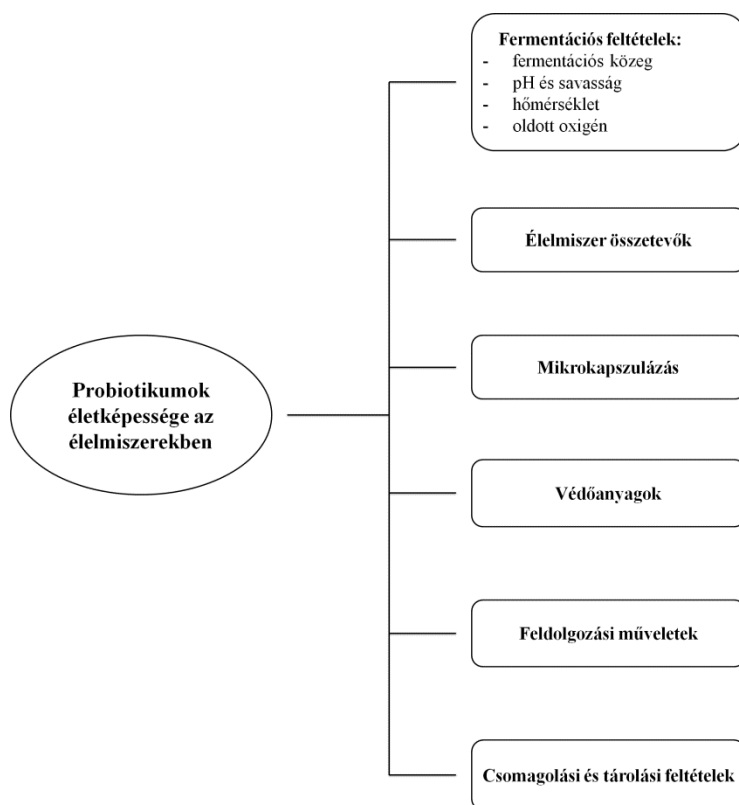 Fermentációs feltételek:
- fermentációs közeg
- pH és savasság
- hőmérséklet
- oldott oxigén
Élelmiszer összetevők
Mikrokapszulázás
Probiotikumok
életképessége az
élelmiszerekben
Védőanyagok
Feldolgozási műveletek
Csomagolási és tárolási feltételek